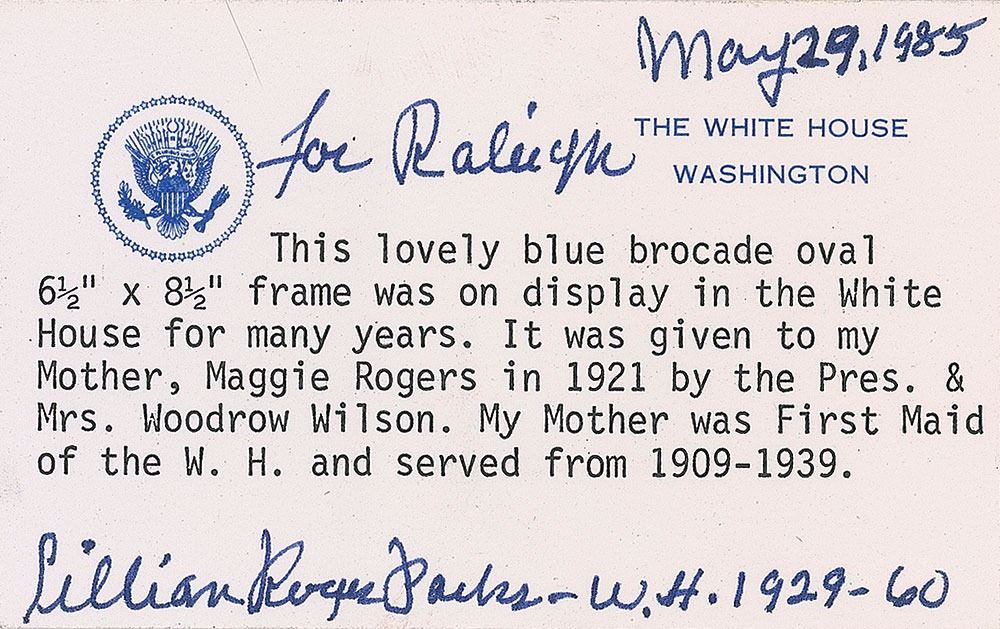 May 29, 1985
For Raleigh
THE WHITE HOUSE
WASHINGTON
This lovely blue brocade oval
6½" x 8½" frame was on display in the White
House for many years. It was given to my
Mother, Maggie Rogers in 1921 by the Pres. &
Mrs. Woodrow Wilson. My Mother was First Maid
of the W. H. and served from 1909-1939.
Lillian Rogers Parks - W.H. 1929-60